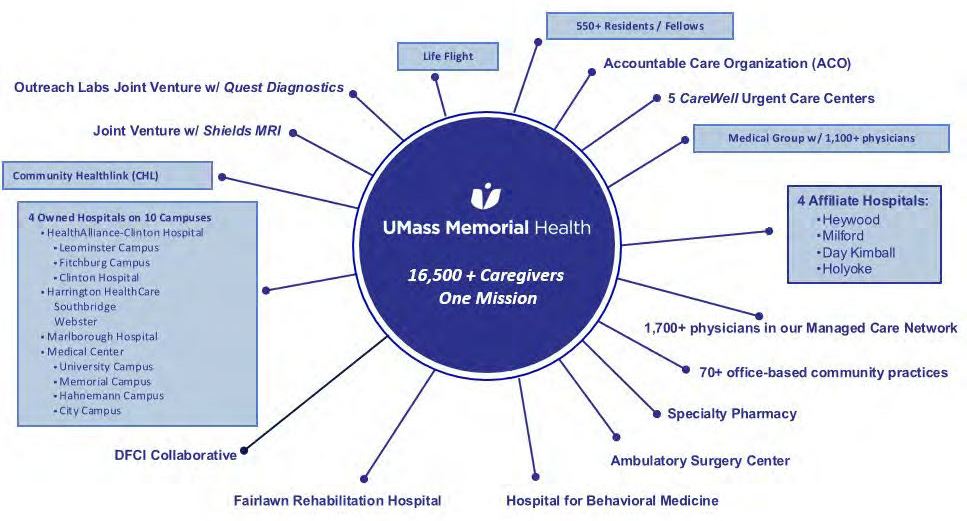 550+ Residents / Fellows
Life Flight
Accountable Care Organization (ACO)
Outreach Labs Joint Venture w/ Quest Diagnostics
5 CareWell Urgent Care Centers
Joint Venture w/ Shields MRI
Medical Group w/ 1,100+ physicians
Community Healthlink (CHL)
4 Owned Hospitals on 10 Campuses
• HealthAlliance-Clinton Hospital
• Leominster Campus
• Fitchburg Campus
• Clinton Hospital
• Harrington HealthCare
Southbridge
Webster
• Marlborough Hospital
• Medical Center
• University Campus
• Memorial Campus
• Hahnemann Campus
• City Campus
UMass Memorial Health
16,500 + Caregivers
One Mission
4 Affiliate Hospitals:
• Heywood
• Milford
• Day Kimball
• Holyoke
1,700+ physicians in our Managed Care Network
70+ office-based community practices
Specialty Pharmacy
DFCI Collaborative
Ambulatory Surgery Center
Fairlawn Rehabilitation Hospital
Hospital for Behavioral Medicine